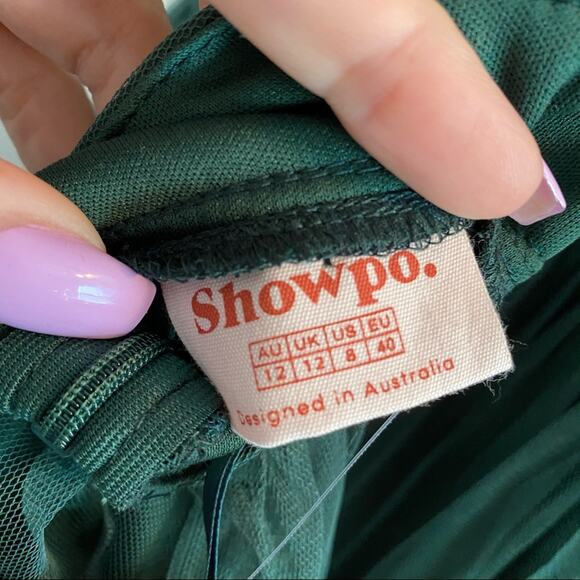 Showpo.
AU UK US EU
12 12 8 40
Designed in Australia